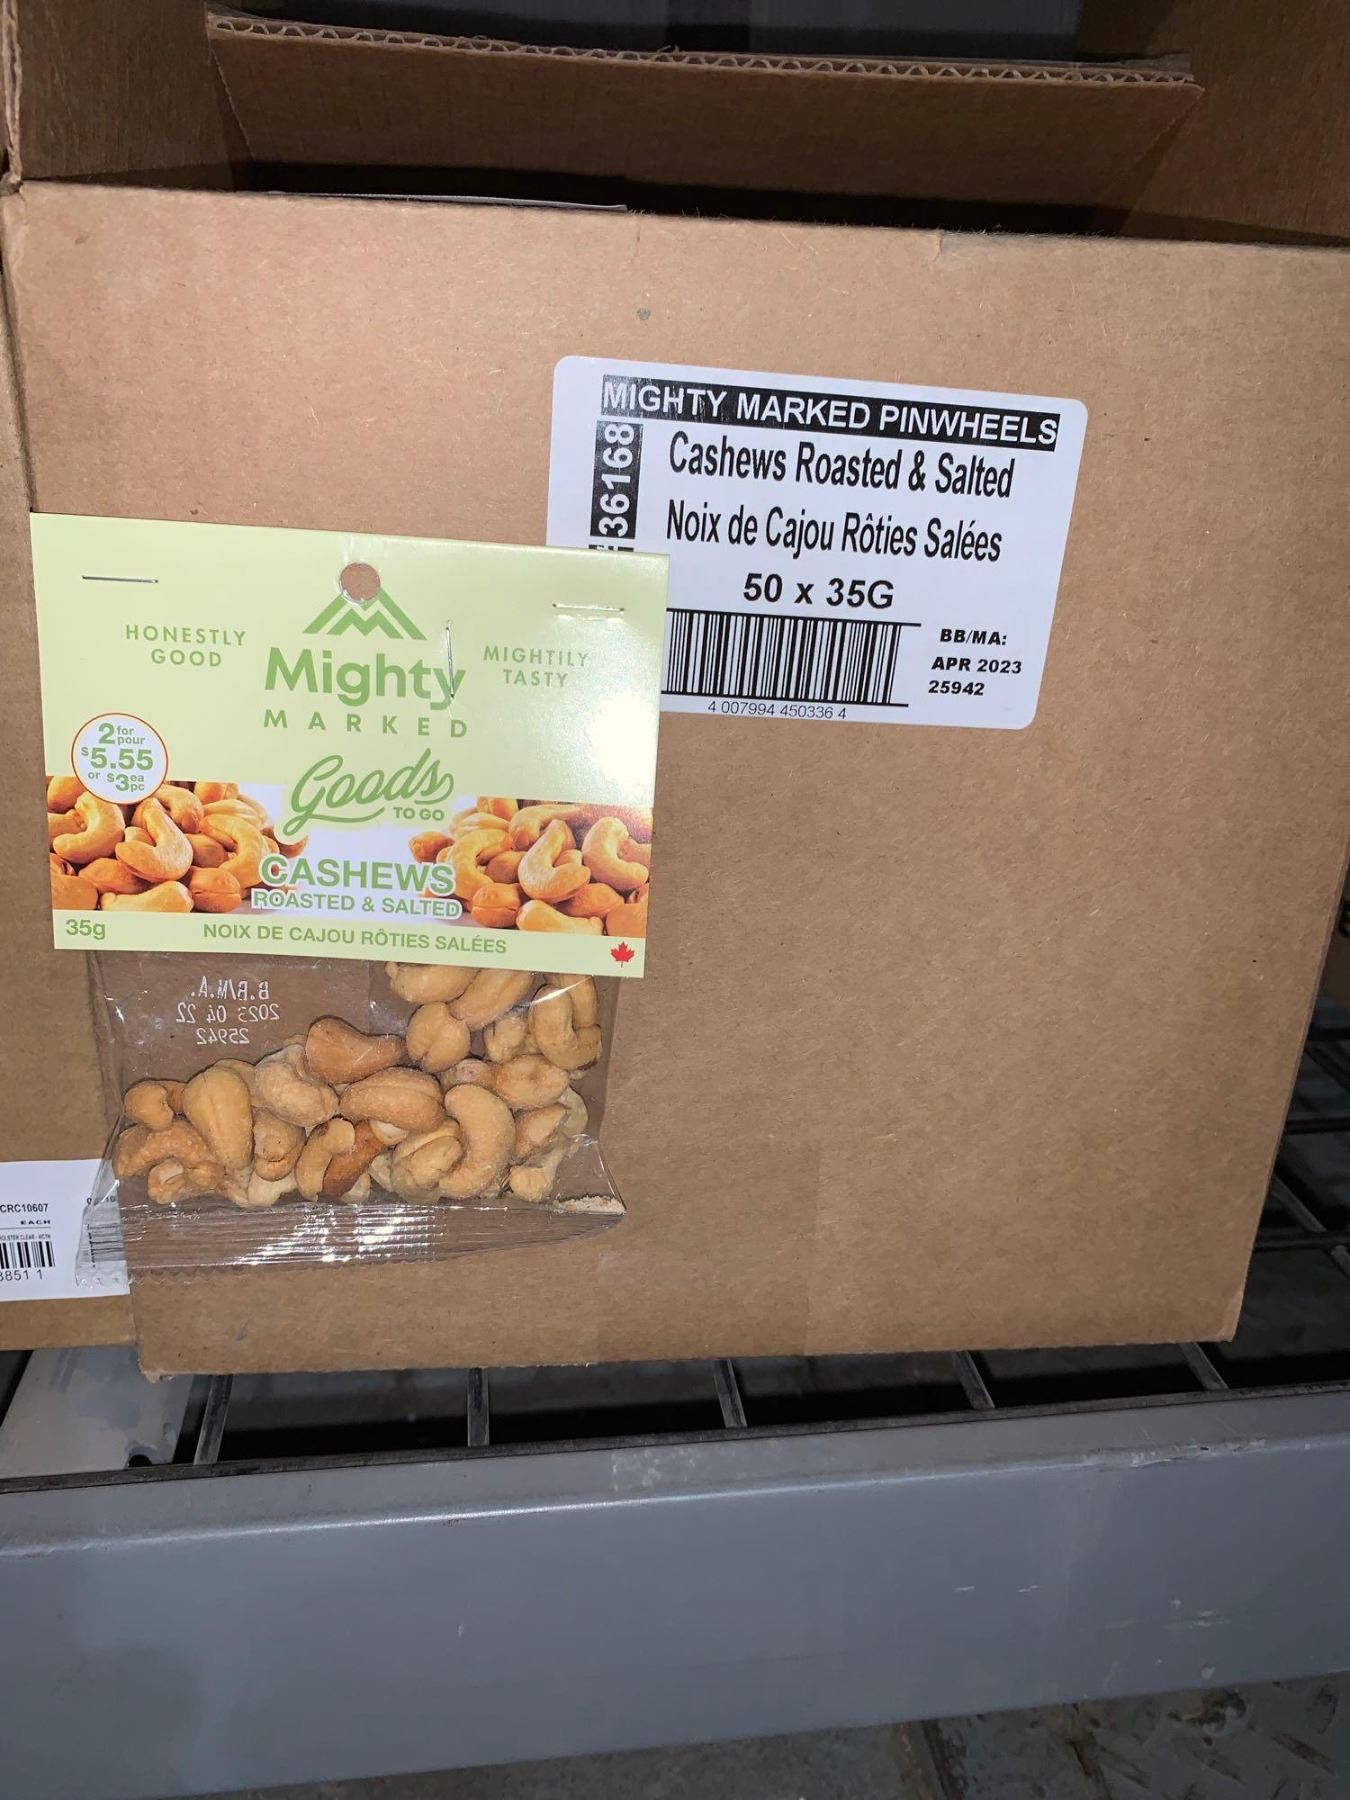 MIGHTY MARKED PINWHEELS
36168
Cashews Roasted & Salted
Noix de Cajou Rôties Salées
50 x 35G
BB/MA:
APR 2023
25942
4 007994 450336 4
HONESTLY
GOOD
Mighty
MARKED
MIGHTILY
TASTY
2 for pour
$5.55
or $3 ea pc
Goods
TO GO
CASHEWS
ROASTED & SALTED
35g
NOIX DE CAJOU RÔTIES SALÉES
B.B/M.A.
2023 04 22
25942
CRC10607
EACH
3851 1